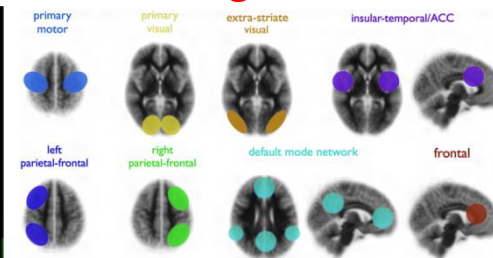 primary
motor
primary
visual
extra-striate
visual
insular-temporal/ACC
left
parietal-frontal
right
parietal-frontal
default mode network
frontal